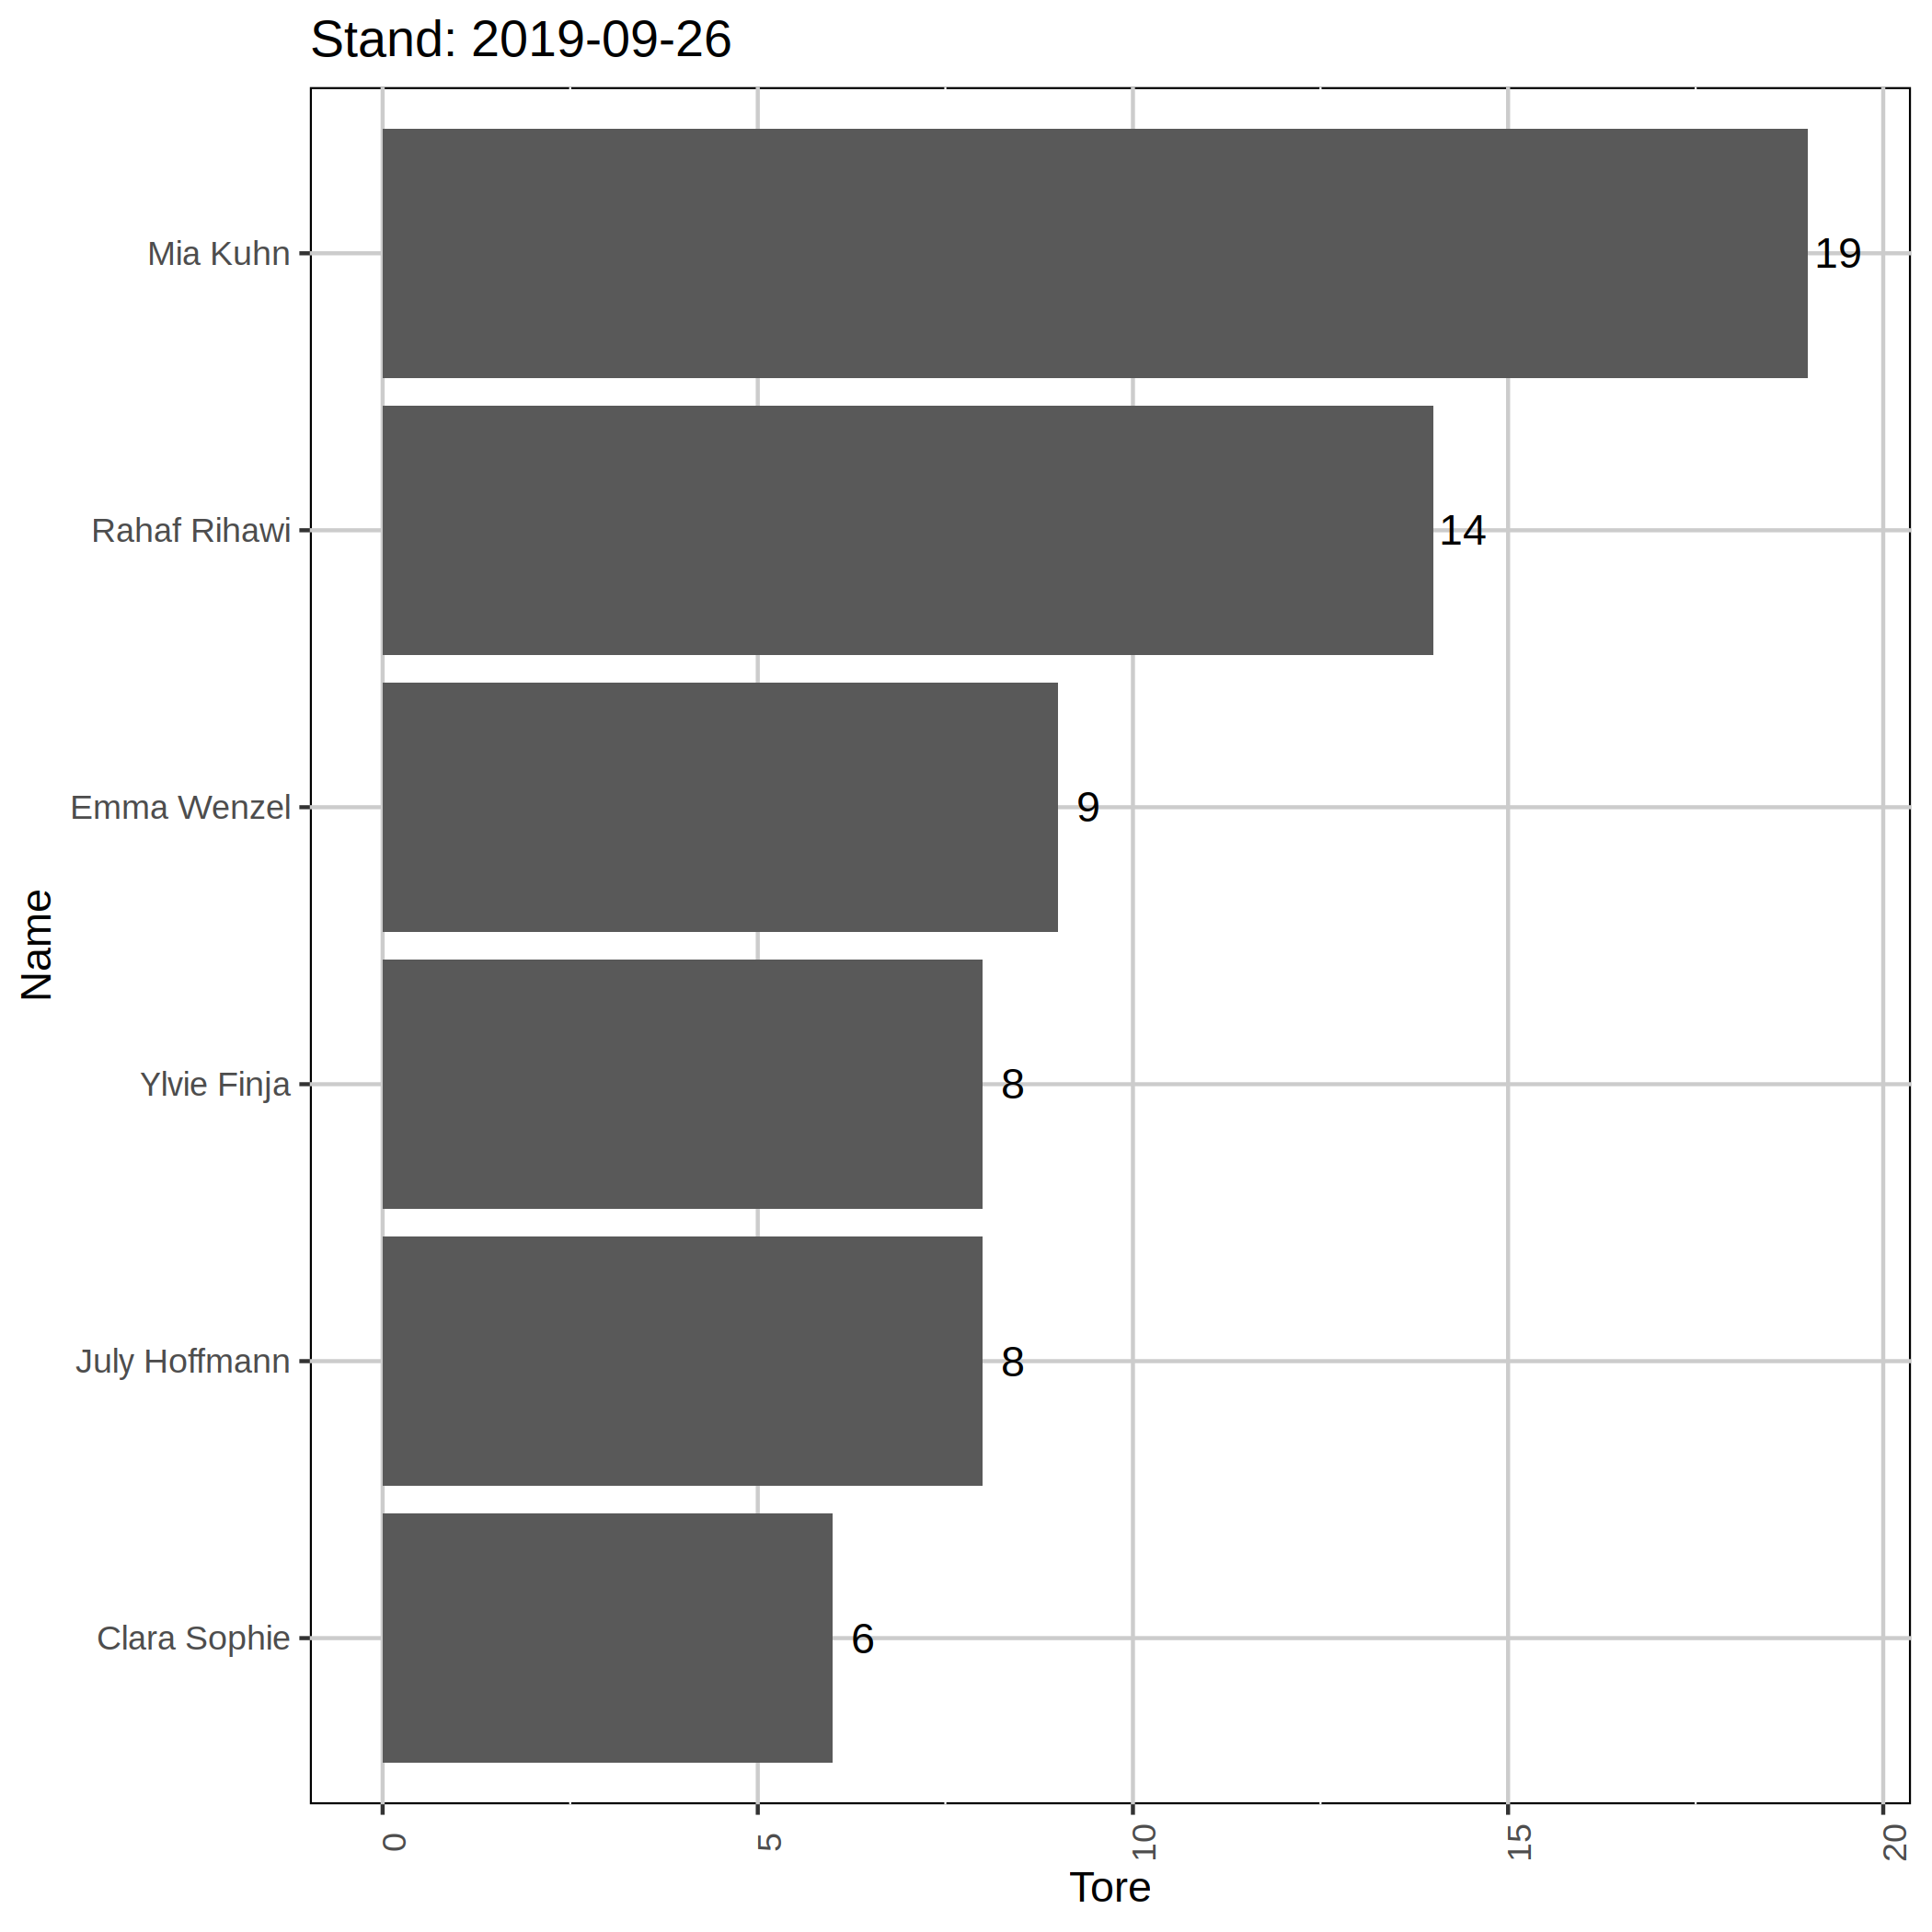 Stand: 2019-09-26
Mia Kuhn
19
Rahaf Rihawi
14
Emma Wenzel
9
Name
Ylvie Finja
8
July Hoffmann
8
Clara Sophie
6
0
5
10
15
20
Tore